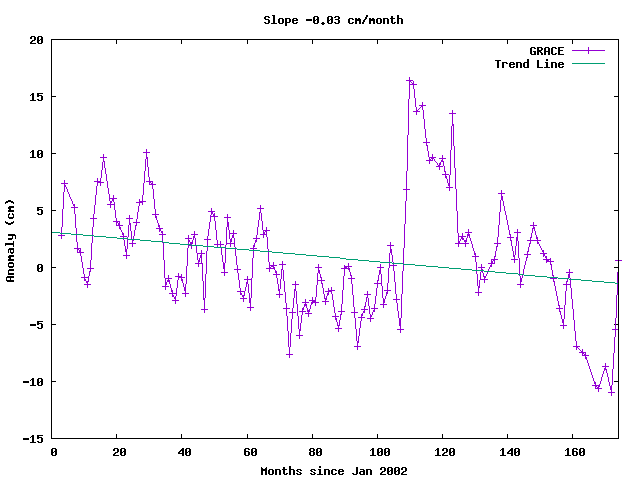 Slope -0.03 cm/month
GRACE
Trend Line
20
15
10
5
0
-5
-10
-15
Anomaly (cm)
0 20 40 60 80 100 120 140 160
Months since Jan 2002